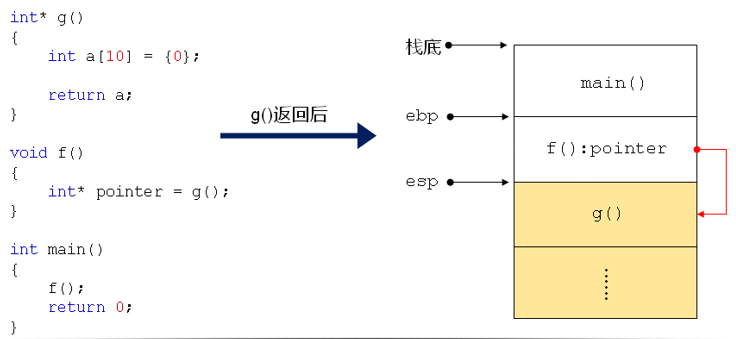 int* g()
{
    int a[10] = {0};
    return a;
}
void f()
{
    int* pointer = g();
}
int main()
{
    f();
    return 0;
}
g()返回后
栈底
main()
ebp
f():pointer
esp
g()